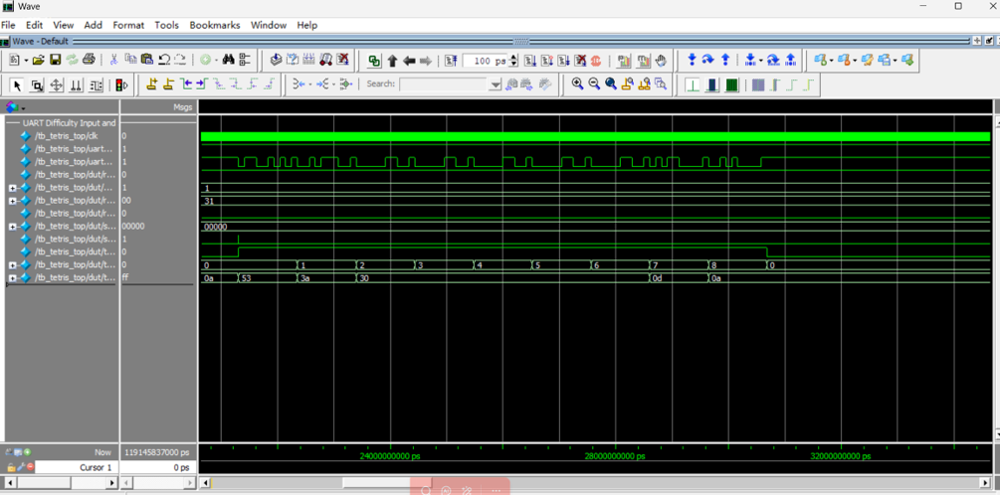 Wave
File Edit View Add Format Tools Bookmarks Window Help
Wave - Default
100 ps
Search:
Msgs
UART Difficulty Input and
/tb_tetris_top/clk 0
/tb_tetris_top/uart... 1
/tb_tetris_top/uart... 1
/tb_tetris_top/dut/r... 0
/tb_tetris_top/dut/... 1 1
/tb_tetris_top/dut/r... 00 31
/tb_tetris_top/dut/r... 0
/tb_tetris_top/dut/s... 00000 00000
/tb_tetris_top/dut/s... 1
/tb_tetris_top/dut/t... 0
/tb_tetris_top/dut/t... 0 0 1 2 3 4 5 6 7 8 0
/tb_tetris_top/dut/t... ff 0a 53 3a 30 0d 0a
Now 119145837000 ps 24000000000 ps 28000000000 ps 32000000000 ps
Cursor 1 0 ps